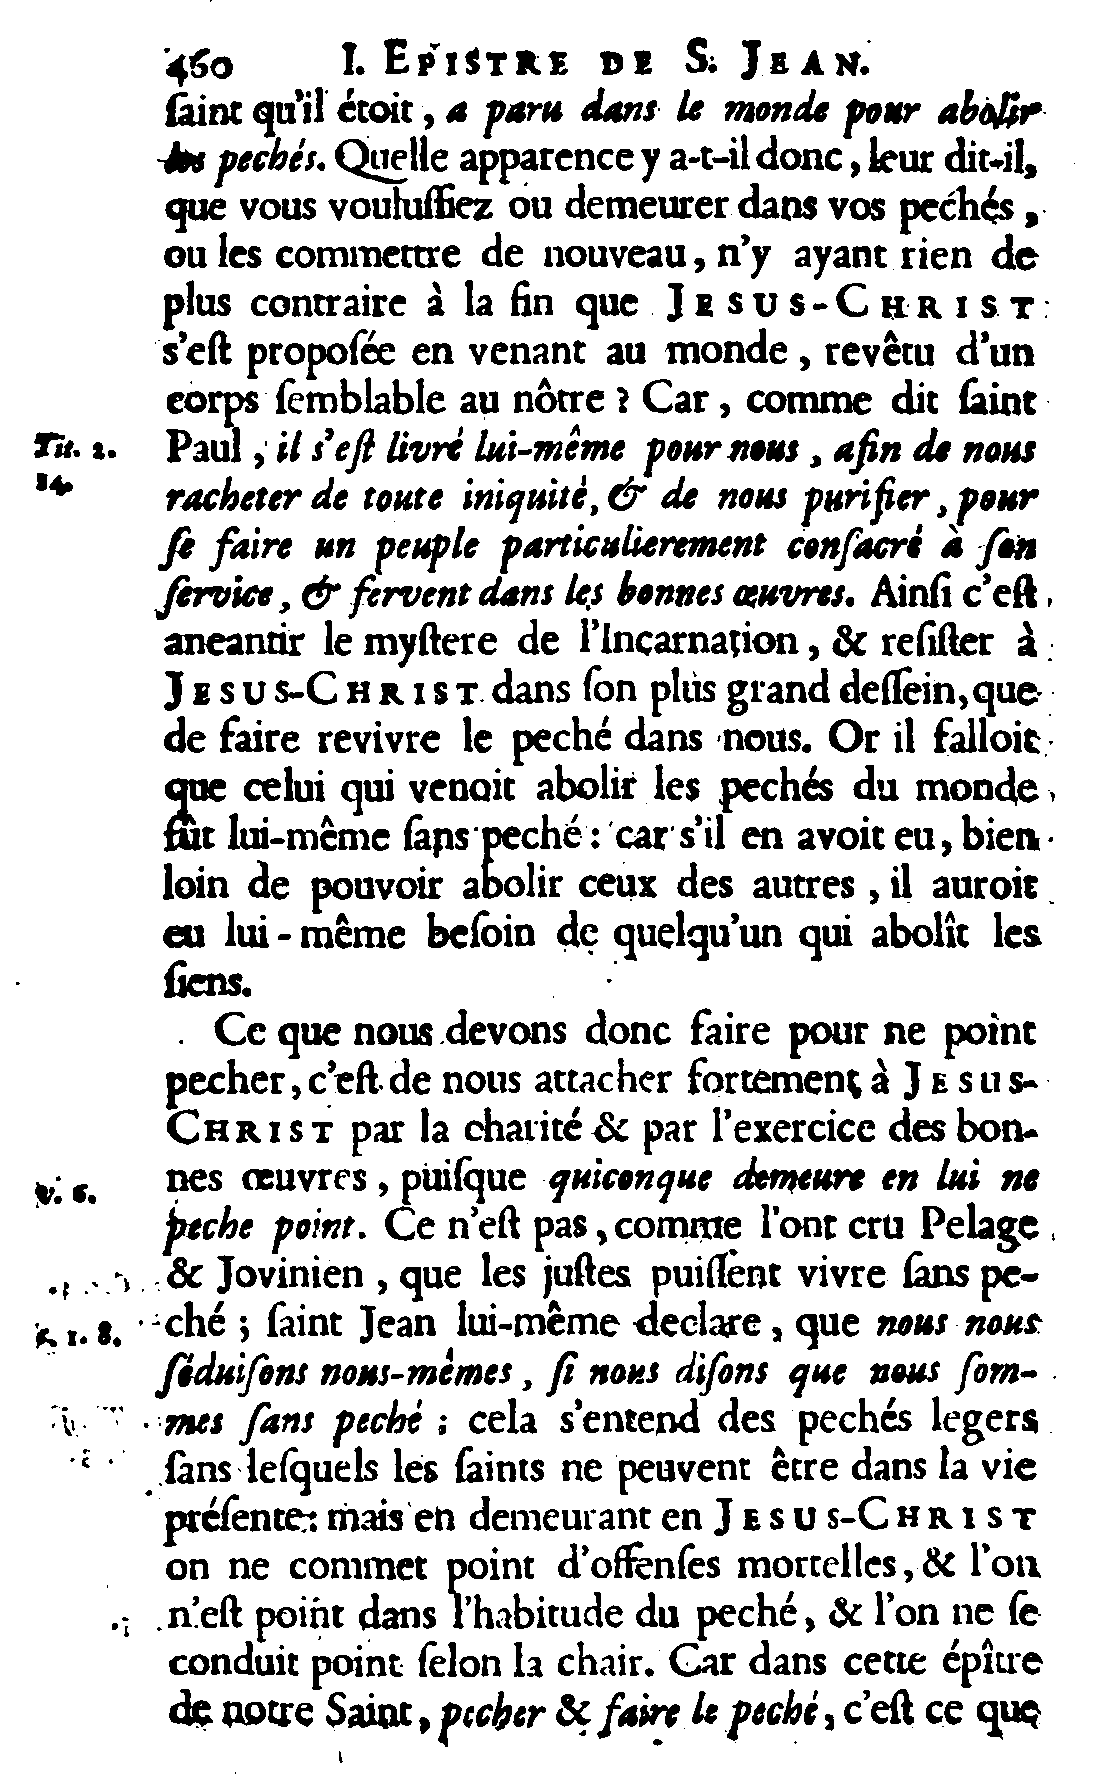 460 I. EPISTRE DE S. JEAN.
ſaint qu'il étoit, a paru dans le monde pour abolir
les pechés. Quelle apparence y a-t-il donc, leur dit-il,
que vous vouluſſiez ou demeurer dans vos pechés,
ou les commettre de nouveau, n'y ayant rien de
plus contraire à la fin que JESUS-CHRIST
s'eſt propoſée en venant au monde, revêtu d'un
corps ſemblable au nôtre ? Car, comme dit ſaint
Tit. 2. Paul, il s'eſt livré lui-même pour nous, afin de nous
14. racheter de toute iniquité, & de nous purifier, pour
ſe faire un peuple particulierement conſacré à ſon
ſervice, & fervent dans les bonnes œuvres. Ainſi c'eſt
aneantir le myſtere de l'Incarnation, & reſiſter à
JESUS-CHRIST dans ſon plus grand deſſein, que
de faire revivre le peché dans nous. Or il falloit
que celui qui venoit abolir les pechés du monde
fût lui-même ſans peché : car s'il en avoit eu, bien
loin de pouvoir abolir ceux des autres, il auroit
eu lui-même beſoin de quelqu'un qui abolît les
ſiens.
Ce que nous devons donc faire pour ne point
pecher, c'eſt de nous attacher fortement à JESUS-
CHRIST par la charité & par l'exercice des bon-
v. 6. nes œuvres, puiſque quiconque demeure en lui ne
peche point. Ce n'eſt pas, comme l'ont cru Pelage
& Jovinien, que les juſtes puiſſent vivre ſans pe-
c. 1. 8. ché ; ſaint Jean lui-même declare, que nous nous
ſéduiſons nous-mêmes, ſi nous diſons que nous ſom-
mes ſans peché ; cela s'entend des pechés legers
ſans leſquels les ſaints ne peuvent être dans la vie
préſente : mais en demeurant en JESUS-CHRIST
on ne commet point d'offenſes mortelles, & l'on
n'eſt point dans l'habitude du peché, & l'on ne ſe
conduit point ſelon la chair. Car dans cette épître
de notre Saint, pecher & faire le peché, c'eſt ce que